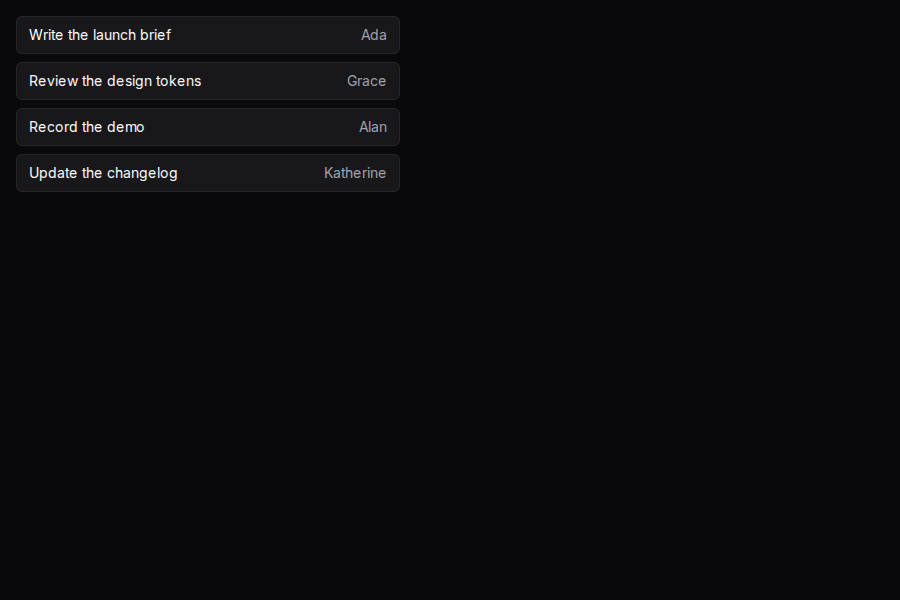 Write the launch brief Ada
Review the design tokens Grace
Record the demo Alan
Update the changelog Katherine